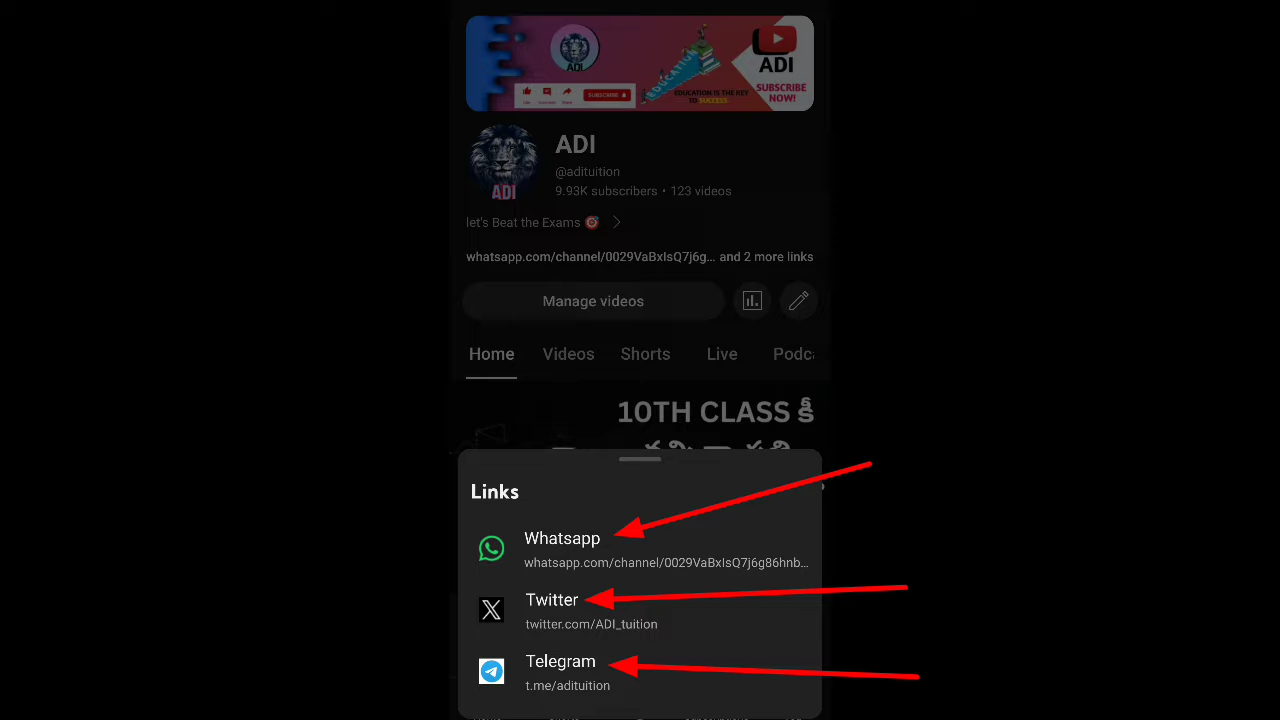 ADI
EDUCATION
ADI
SUBSCRIBE
EDUCATION IS THE KEY
TO SUCCESS
SUBSCRIBE
NOW!
ADI
ADI
@adituition
9.93K subscribers • 123 videos
let's Beat the Exams
whatsapp.com/channel/0029VaBxIsQ7j6g... and 2 more links
Manage videos
Home Videos Shorts Live Podc
10TH CLASS కి
Links
Whatsapp
whatsapp.com/channel/0029VaBxIsQ7j6g86hnb...
Twitter
twitter.com/ADI_tuition
Telegram
t.me/adituition